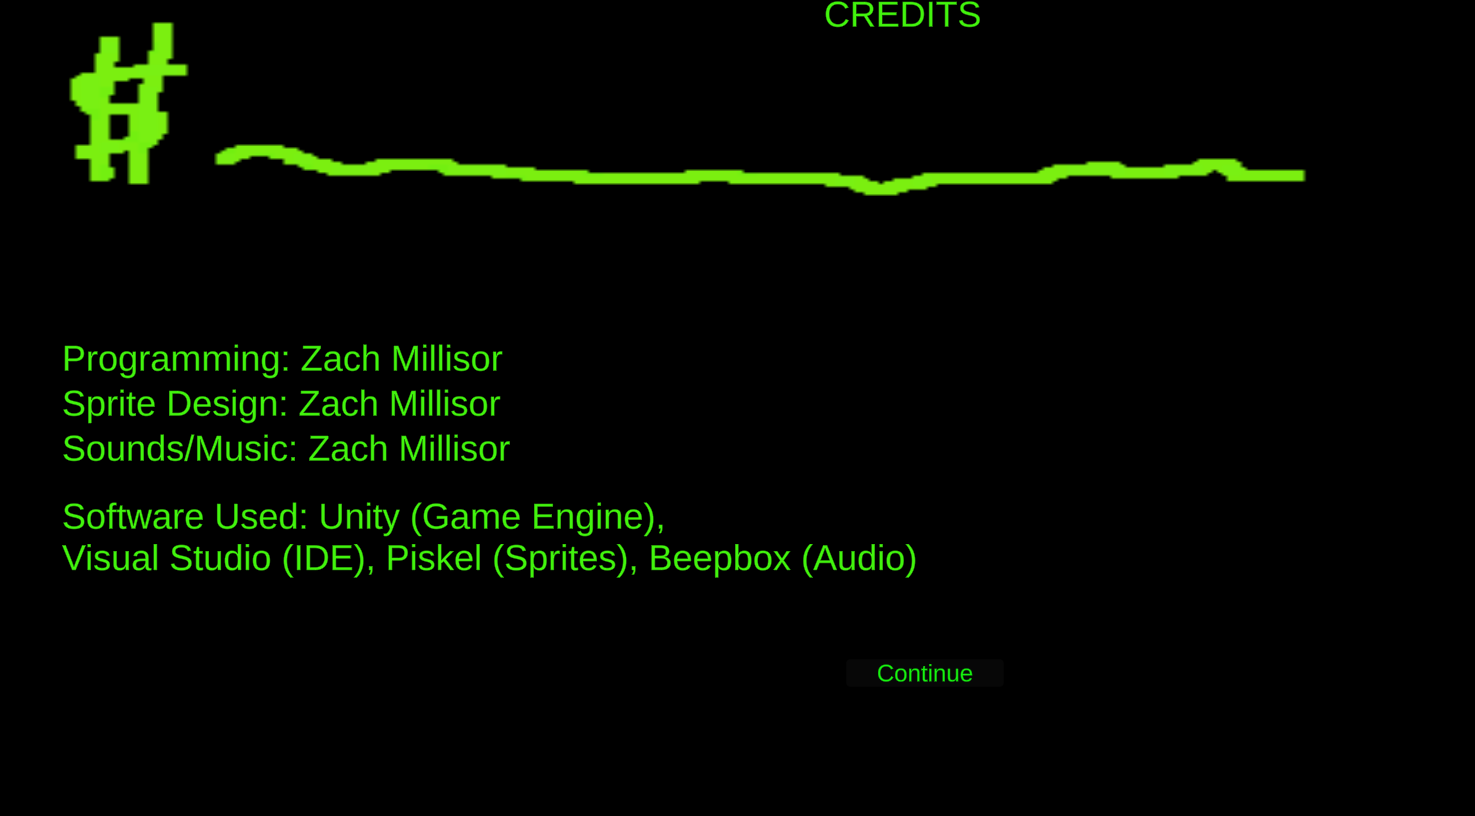 CREDITS
#
Programming: Zach Millisor
Sprite Design: Zach Millisor
Sounds/Music: Zach Millisor
Software Used: Unity (Game Engine),
Visual Studio (IDE), Piskel (Sprites), Beepbox (Audio)
Continue